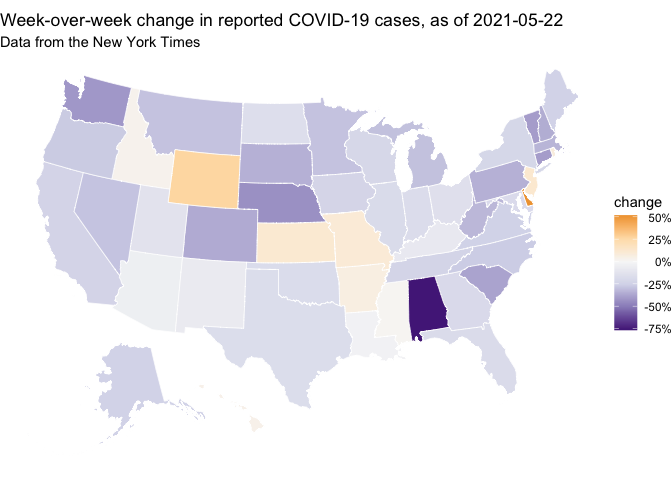 Week-over-week change in reported COVID-19 cases, as of 2021-05-22
Data from the New York Times
change
50%
25%
0%
-25%
-50%
-75%